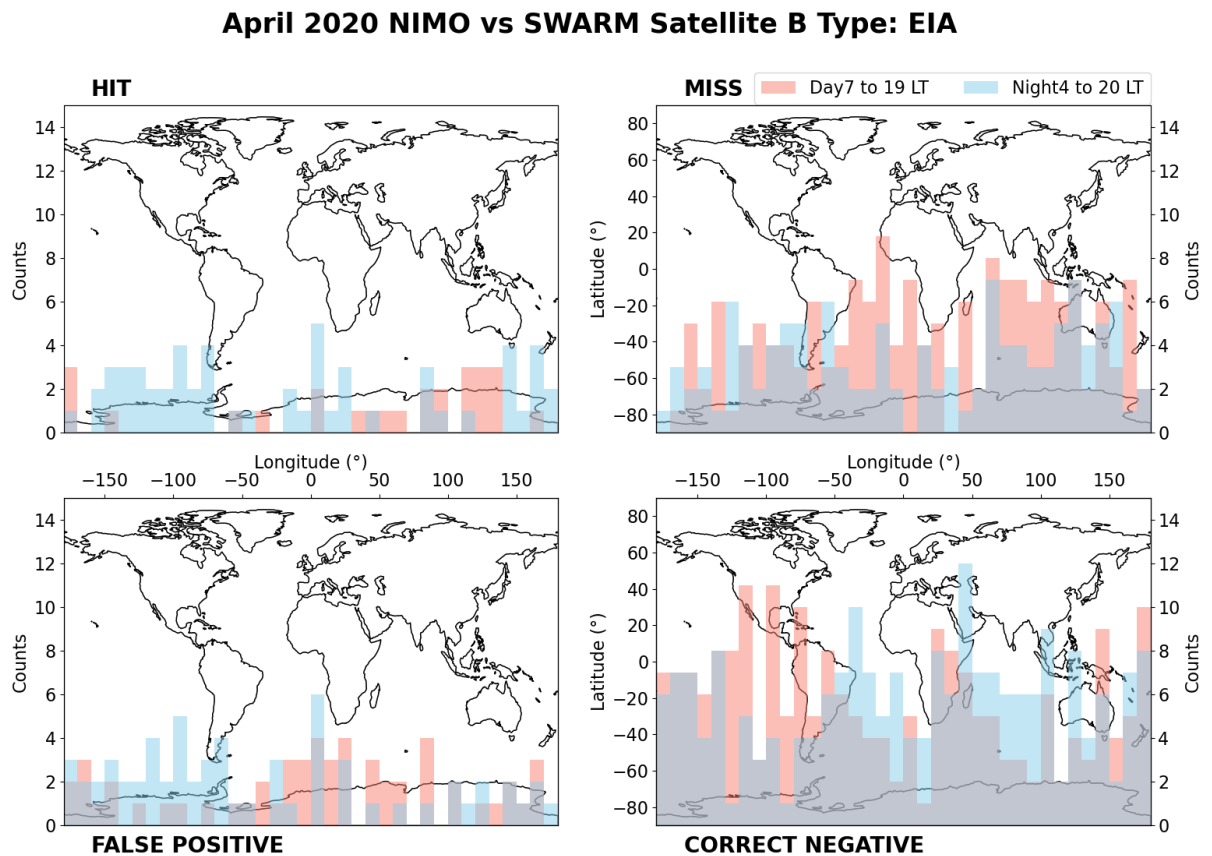 April 2020 NIMO vs SWARM Satellite B Type: EIA
HIT
MISS
Day7 to 19 LT
Night4 to 20 LT
Counts
14
12
10
8
6
4
2
0
Latitude (°)
80
60
40
20
0
−20
−40
−60
−80
14
12
10
8
6
4
2
0
Counts
Longitude (°)
−150 −100 −50 0 50 100 150
Longitude (°)
−150 −100 −50 0 50 100 150
Counts
14
12
10
8
6
4
2
0
Latitude (°)
80
60
40
20
0
−20
−40
−60
−80
14
12
10
8
6
4
2
0
Counts
FALSE POSITIVE
CORRECT NEGATIVE